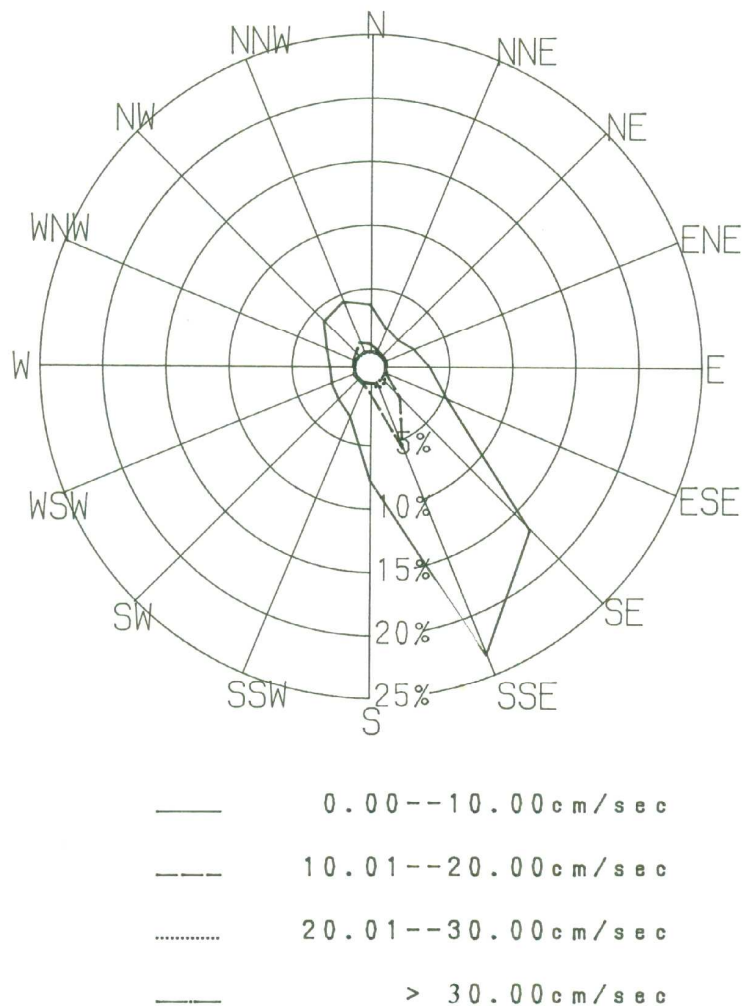 N
NNW
NNE
NW
NE
WNW
ENE
W
E
5%
WSW
10%
ESE
15%
SW
20%
SE
SSW
25%
SSE
S
0.00--10.00cm/sec
10.01--20.00cm/sec
20.01--30.00cm/sec
> 30.00cm/sec